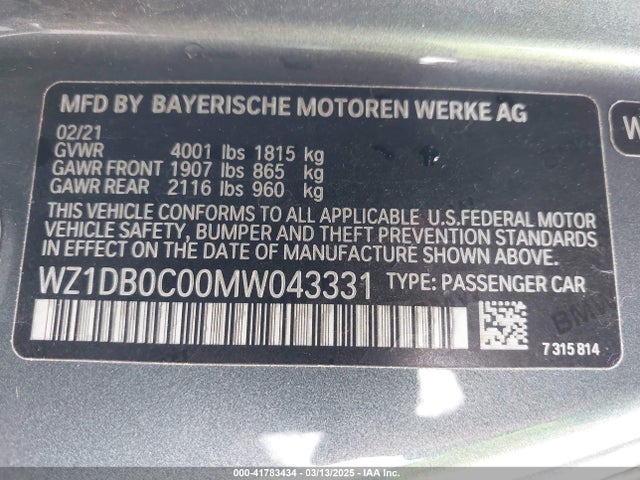 MFD BY BAYERISCHE MOTOREN WERKE AG
02/21
GVWR 4001 lbs 1815 kg
GAWR FRONT 1907 lbs 865 kg
GAWR REAR 2116 lbs 960 kg
THIS VEHICLE CONFORMS TO ALL APPLICABLE U.S.FEDERAL MOTOR
VEHICLE SAFETY, BUMPER AND THEFT PREVENTION STANDARDS
IN EFFECT ON THE DATE OF MANUFACTURE SHOWN ABOVE:
WZ1DB0C00MW043331 TYPE: PASSENGER CAR
7 315 814
000-41783434 • 03/13/2025 • IAA Inc.